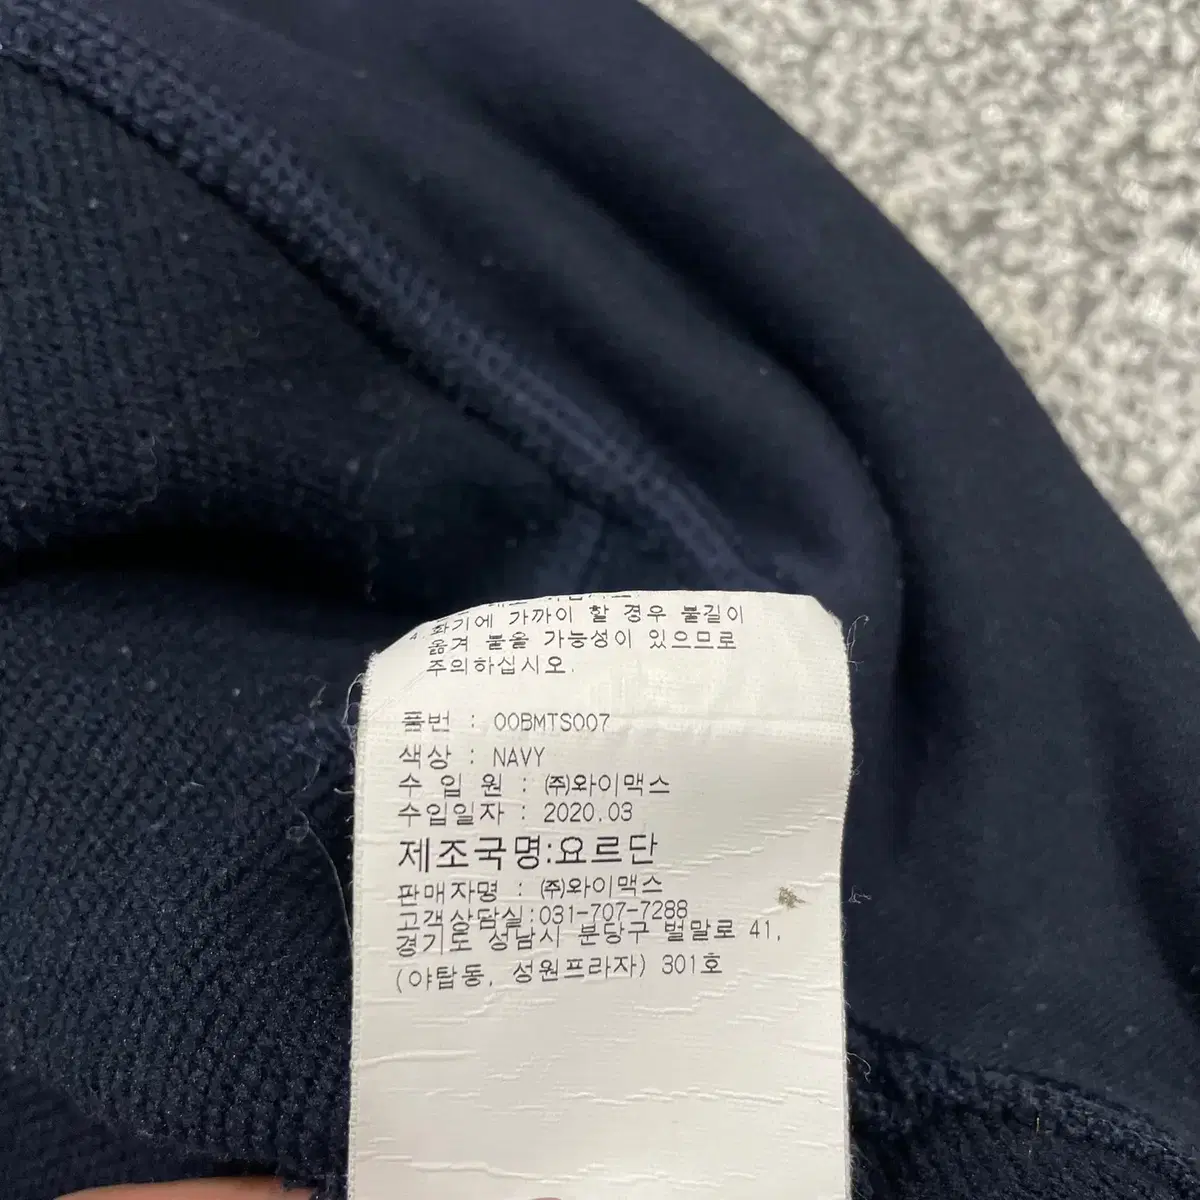 4.화기에 가까이 할 경우 불길이
옮겨 붙을 가능성이 있으므로
주의하십시오.
품번 : 00BMTS007
색상 : NAVY
수 입 원 : ㈜와이맥스
수입일자 : 2020.03
제조국명:요르단
판매자명 : ㈜와이맥스
고객상담실:031-707-7288
경기도 성남시 분당구 벌말로 41,
(야탑동, 성원프라자) 301호